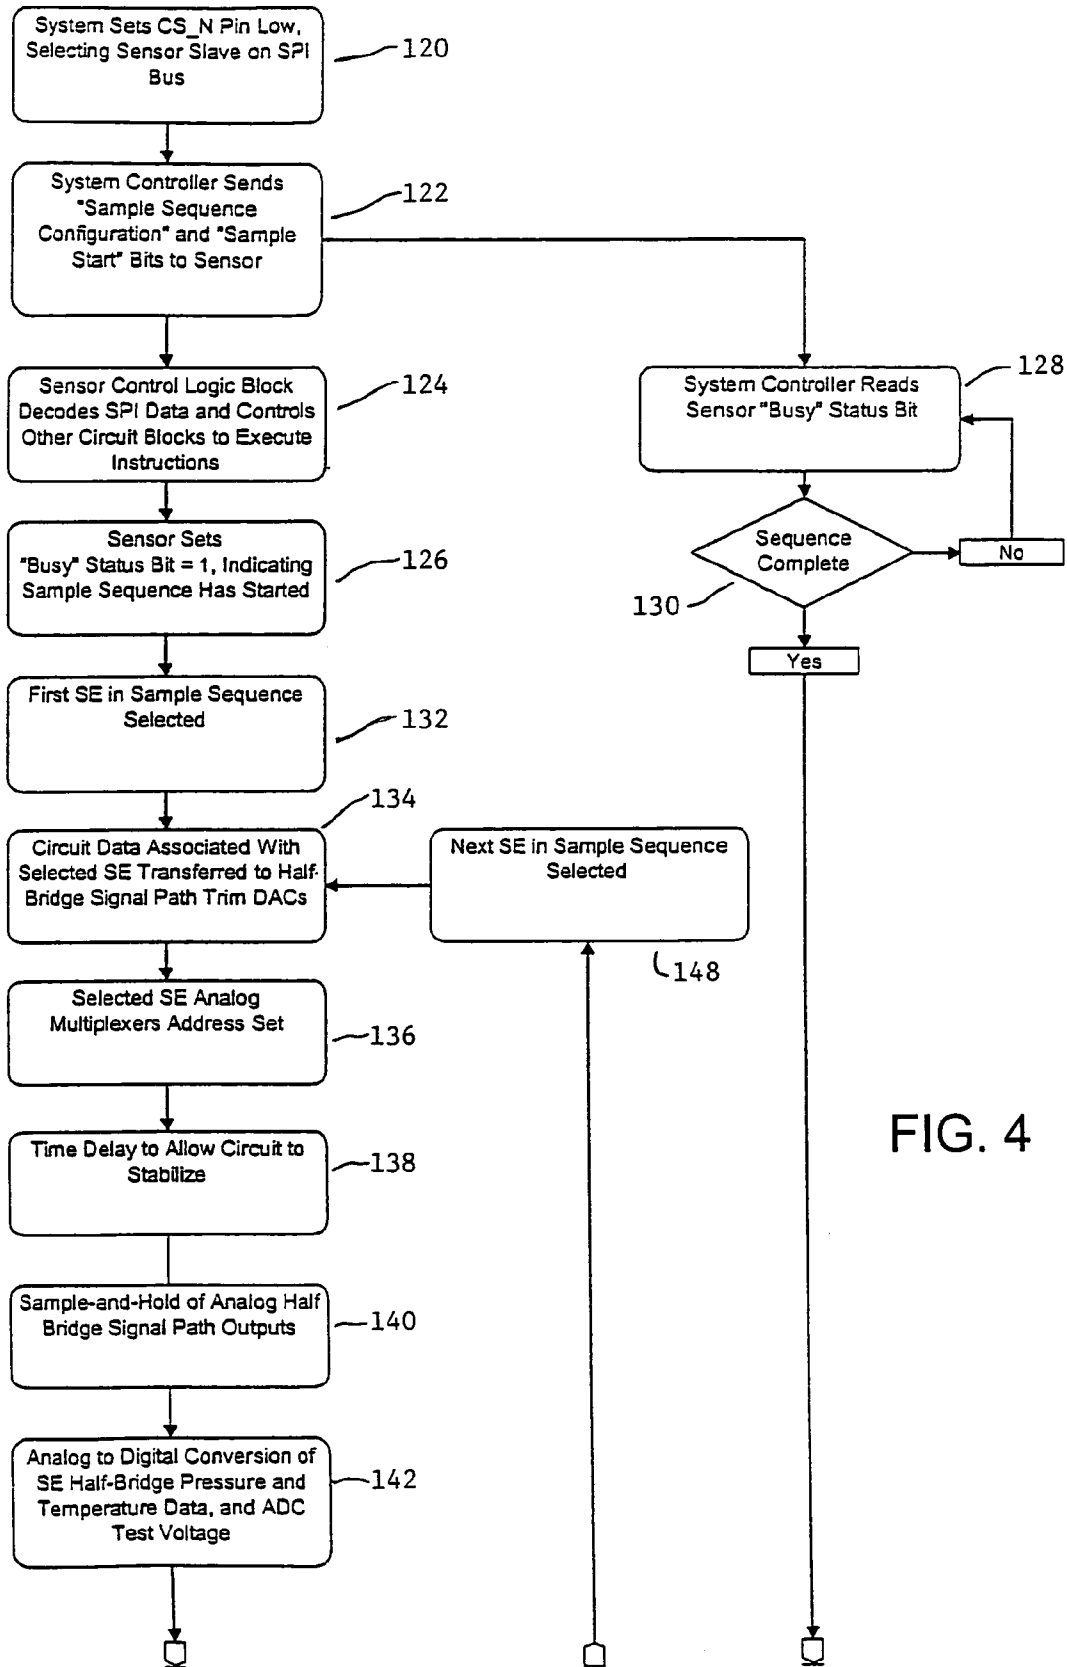 System Sets CS_N Pin Low,
Selecting Sensor Slave on SPI
Bus
120
System Controller Sends
"Sample Sequence
Configuration" and "Sample
Start" Bits to Sensor
122
Sensor Control Logic Block
Decodes SPI Data and Controls
Other Circuit Blocks to Execute
Instructions
124
System Controller Reads
Sensor "Busy" Status Bit
128
Sensor Sets
"Busy" Status Bit = 1, Indicating
Sample Sequence Has Started
126
Sequence
Complete
No
130
Yes
First SE in Sample Sequence
Selected
132
134
Circuit Data Associated With
Selected SE Transferred to Half-
Bridge Signal Path Trim DACs
Next SE in Sample Sequence
Selected
148
Selected SE Analog
Multiplexers Address Set
136
Time Delay to Allow Circuit to
Stabilize
138
FIG. 4
Sample-and-Hold of Analog Half
Bridge Signal Path Outputs
140
Analog to Digital Conversion of
SE Half-Bridge Pressure and
Temperature Data, and ADC
Test Voltage
142